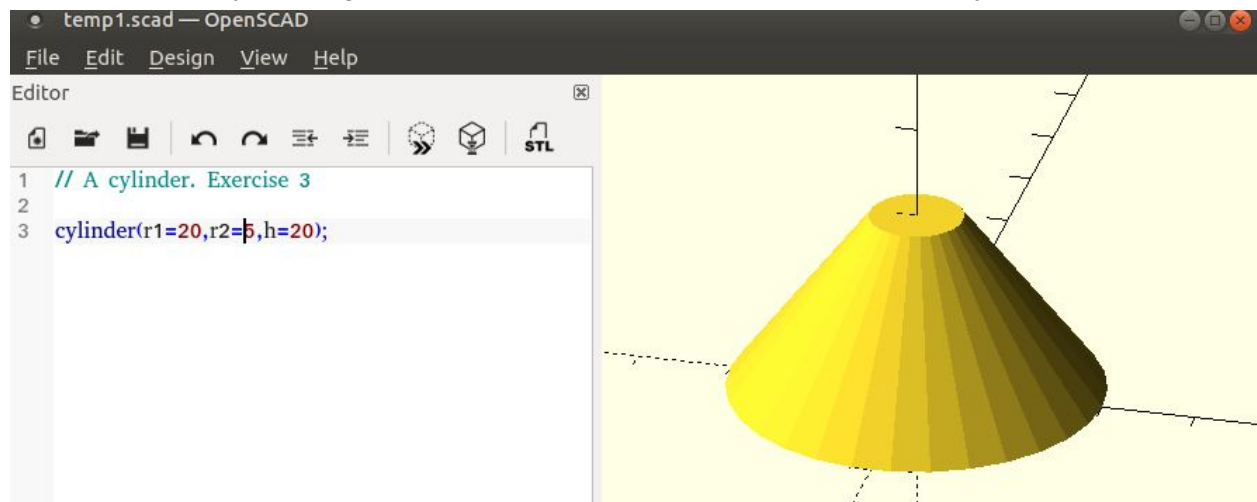 temp1.scad — OpenSCAD
File Edit Design View Help
Editor
STL
1 // A cylinder. Exercise 3
2
3 cylinder(r1=20,r2=5,h=20);